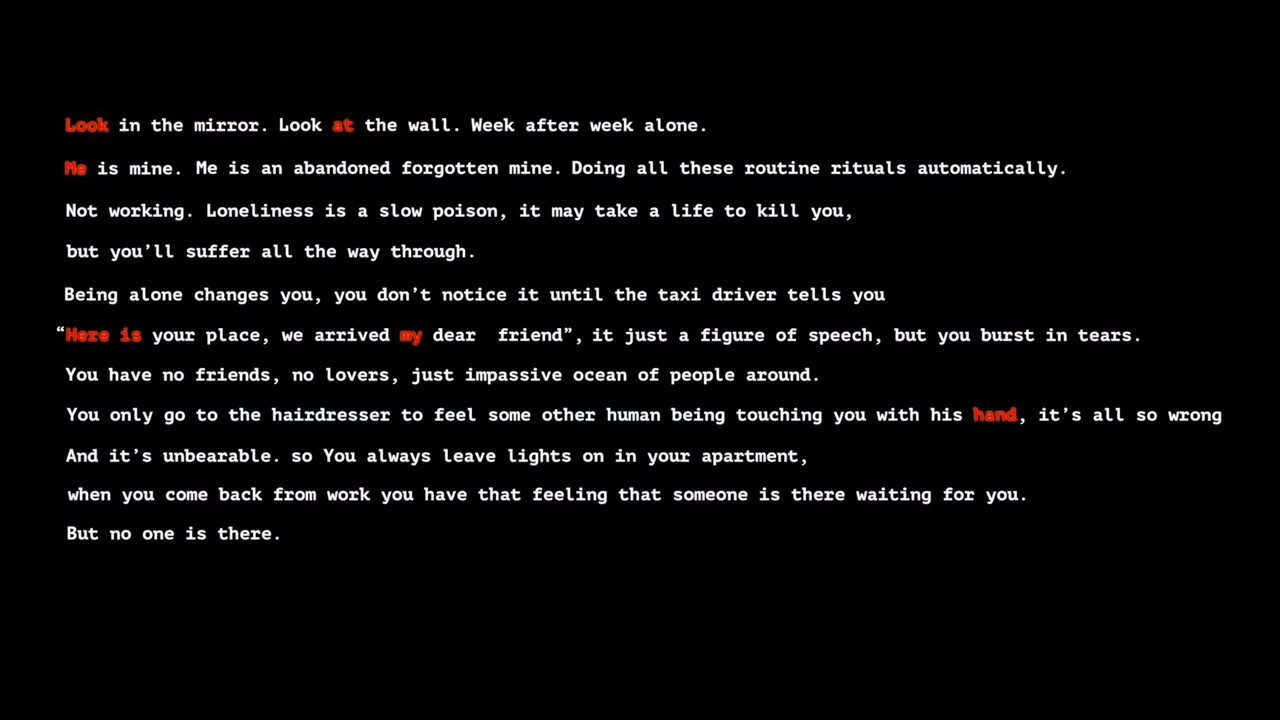 Look in the mirror. Look at the wall. Week after week alone.
Me is mine. Me is an abandoned forgotten mine. Doing all these routine rituals automatically.
Not working. Loneliness is a slow poison, it may take a life to kill you,
but you’ll suffer all the way through.
Being alone changes you, you don’t notice it until the taxi driver tells you
“Here is your place, we arrived my dear friend”, it just a figure of speech, but you burst in tears.
You have no friends, no lovers, just impassive ocean of people around.
You only go to the hairdresser to feel some other human being touching you with his hand, it’s all so wrong
And it’s unbearable. so You always leave lights on in your apartment,
when you come back from work you have that feeling that someone is there waiting for you.
But no one is there.